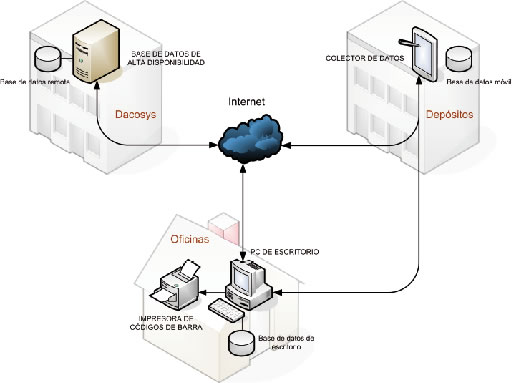 BASE DE DATOS DE
ALTA DISPONIBILIDAD
Base de datos remota
Dacosys
COLECTOR DE DATOS
Base de datos móvil
Depósitos
Internet
Oficinas
PC DE ESCRITORIO
IMPRESORA DE
CÓDIGOS DE BARRA
Base de datos de
escritorio